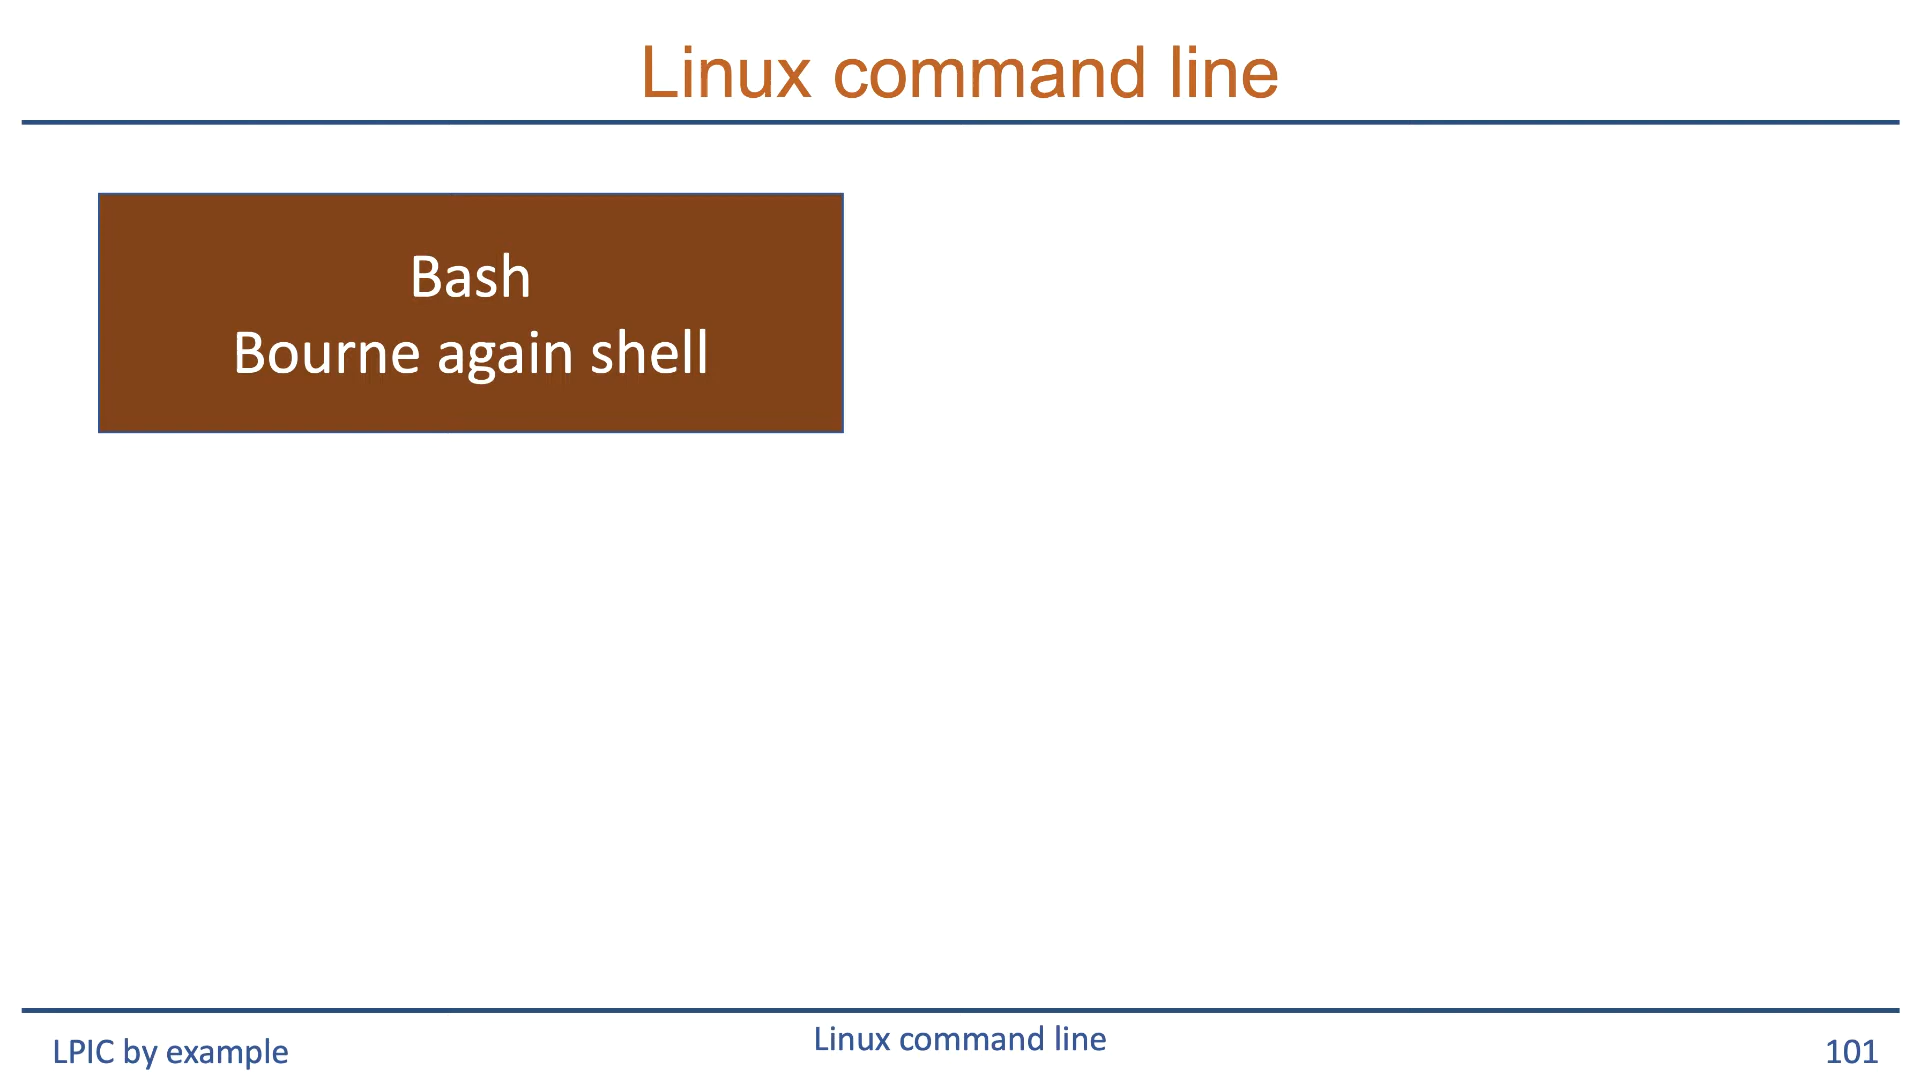 Linux command line
Bash
Bourne again shell
LPIC by example
Linux command line
101